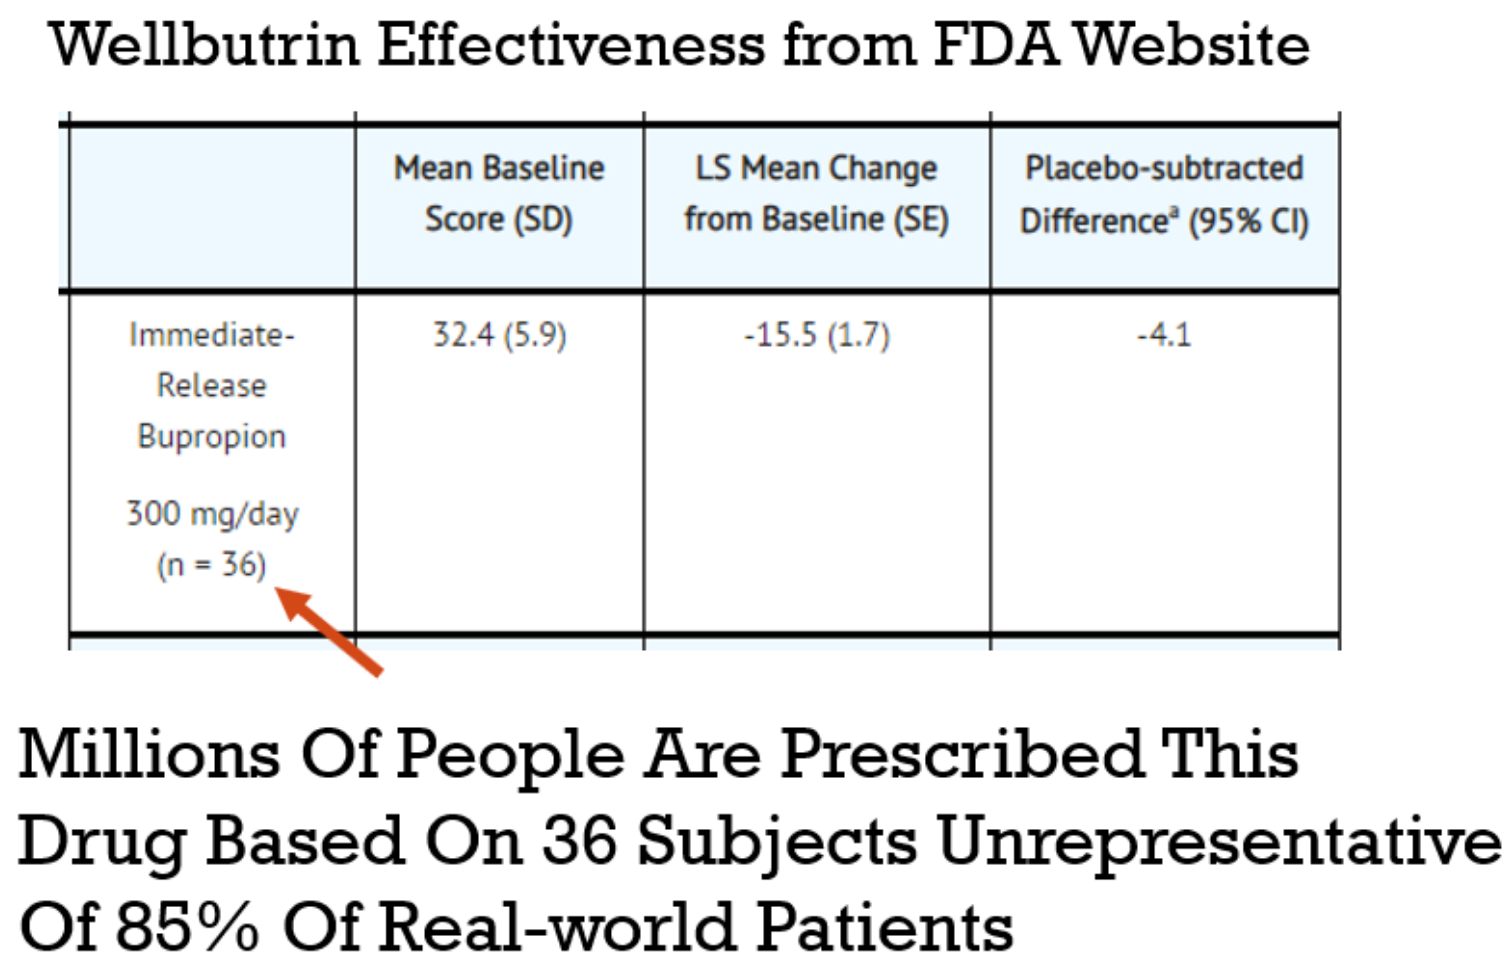 Wellbutrin Effectiveness from FDA Website
Mean Baseline
Score (SD)
LS Mean Change
from Baseline (SE)
Placebo-subtracted
Differenceᵃ (95% CI)
Immediate-
Release
Bupropion
300 mg/day
(n = 36)
32.4 (5.9)
-15.5 (1.7)
-4.1
Millions Of People Are Prescribed This
Drug Based On 36 Subjects Unrepresentative
Of 85% Of Real-world Patients